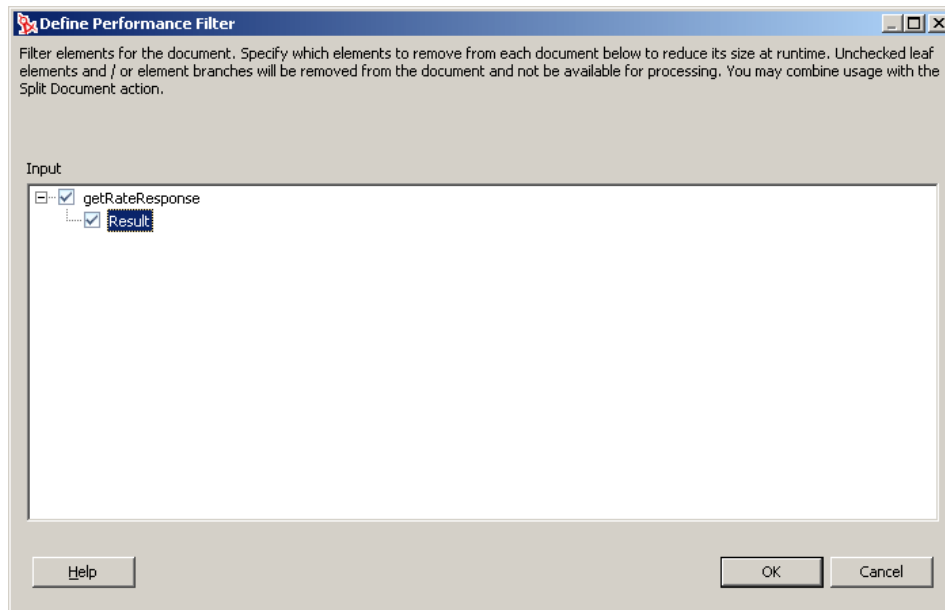 Define Performance Filter
Filter elements for the document. Specify which elements to remove from each document below to reduce its size at runtime. Unchecked leaf
elements and / or element branches will be removed from the document and not be available for processing. You may combine usage with the
Split Document action.
Input
getRateResponse
Result
Help
OK
Cancel